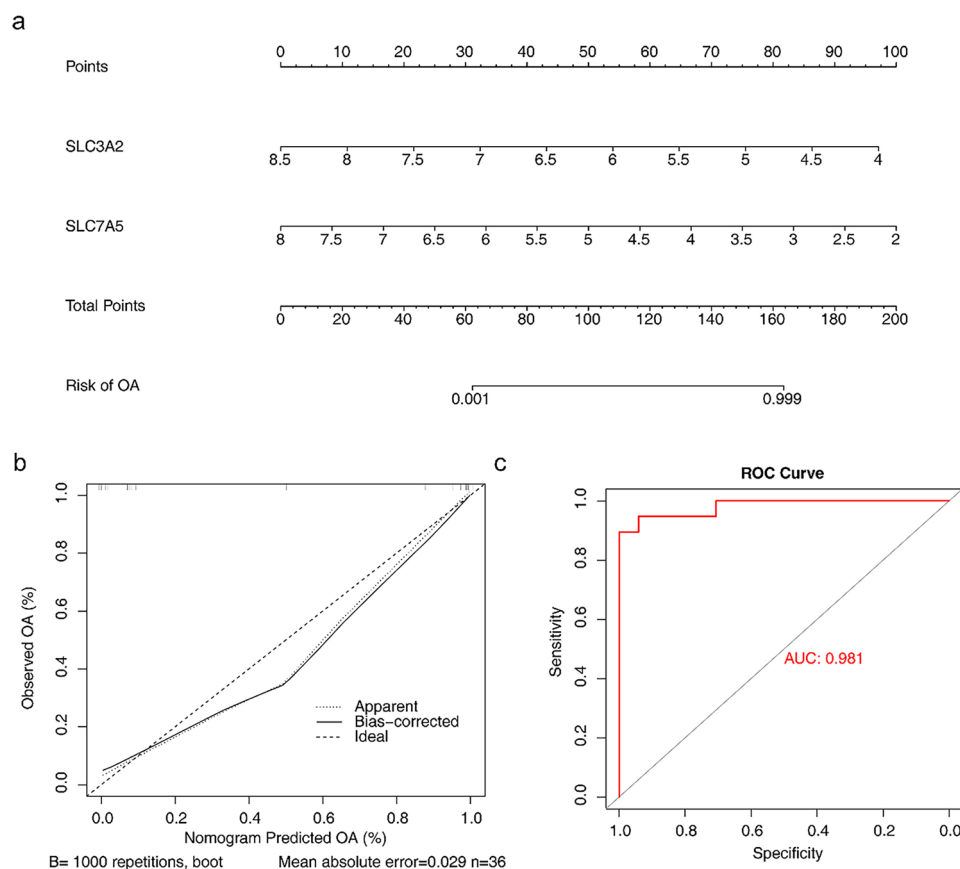 a
0 10 20 30 40 50 60 70 80 90 100
Points
SLC3A2
8.5 8 7.5 7 6.5 6 5.5 5 4.5 4
SLC7A5
8 7.5 7 6.5 6 5.5 5 4.5 4 3.5 3 2.5 2
Total Points
0 20 40 60 80 100 120 140 160 180 200
Risk of OA
0.001 0.999
b
Observed OA (%)
1.0
0.8
0.6
0.4
0.2
0.0
Apparent
Bias-corrected
Ideal
0.0 0.2 0.4 0.6 0.8 1.0
Nomogram Predicted OA (%)
B= 1000 repetitions, boot Mean absolute error=0.029 n=36
c
ROC Curve
Sensitivity
1.0
0.8
0.6
0.4
0.2
0.0
AUC: 0.981
1.0 0.8 0.6 0.4 0.2 0.0
Specificity